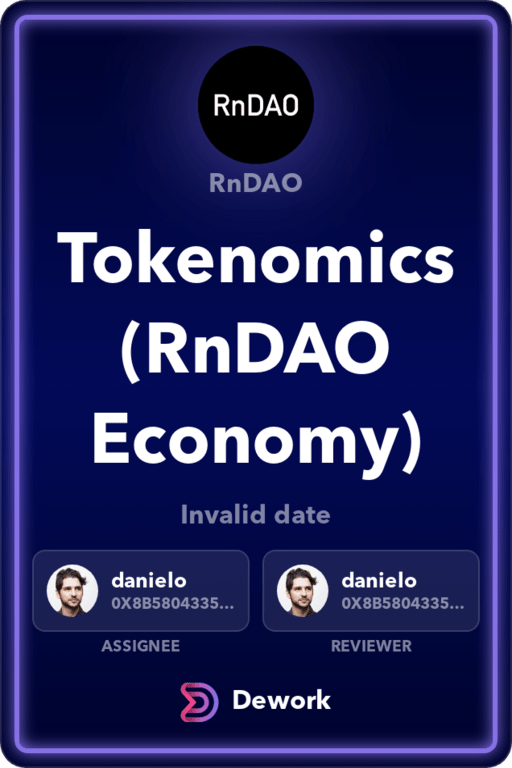 RnDAO
RnDAO
Tokenomics
(RnDAO
Economy)
Invalid date
danielo
0X8B5804335...
ASSIGNEE
danielo
0X8B5804335...
REVIEWER
Dework